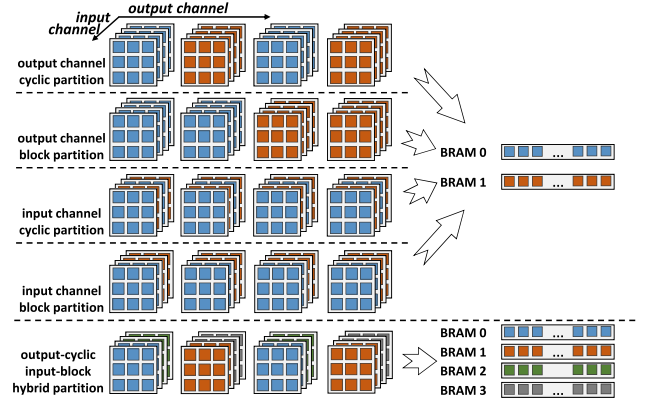 output channel
input
channel
output channel
cyclic partition
output channel
block partition
BRAM 0
...
BRAM 1
...
input channel
cyclic partition
input channel
block partition
output-cyclic
input-block
hybrid partition
BRAM 0
...
BRAM 1
...
BRAM 2
...
BRAM 3
...